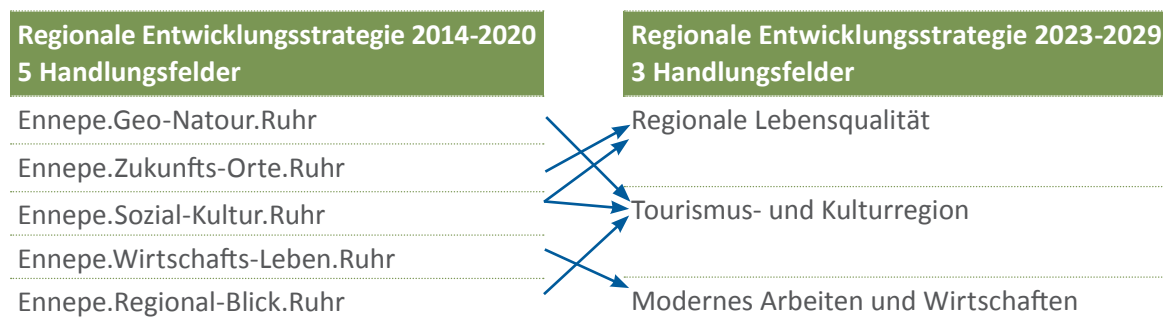 Regionale Entwicklungsstrategie 2014-2020
5 Handlungsfelder
Ennepe.Geo-Natour.Ruhr
Ennepe.Zukunfts-Orte.Ruhr
Ennepe.Sozial-Kultur.Ruhr
Ennepe.Wirtschafts-Leben.Ruhr
Ennepe.Regional-Blick.Ruhr
Regionale Entwicklungsstrategie 2023-2029
3 Handlungsfelder
Regionale Lebensqualität
Tourismus- und Kulturregion
Modernes Arbeiten und Wirtschaften